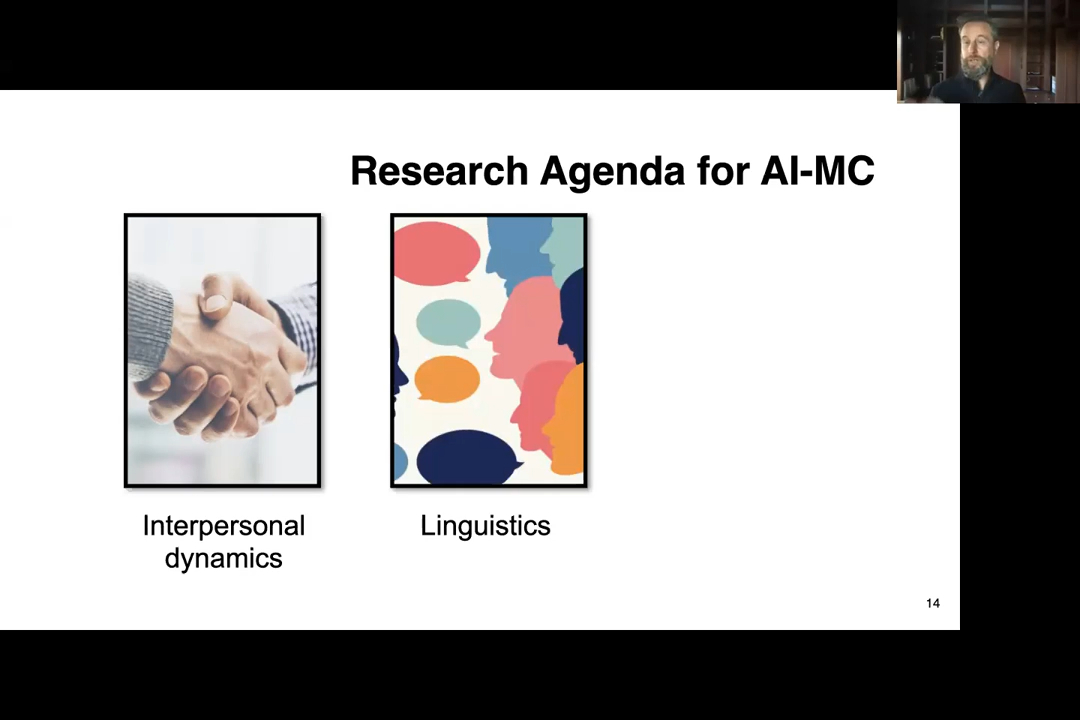 Research Agenda for AI-MC
Interpersonal
dynamics
Linguistics
14